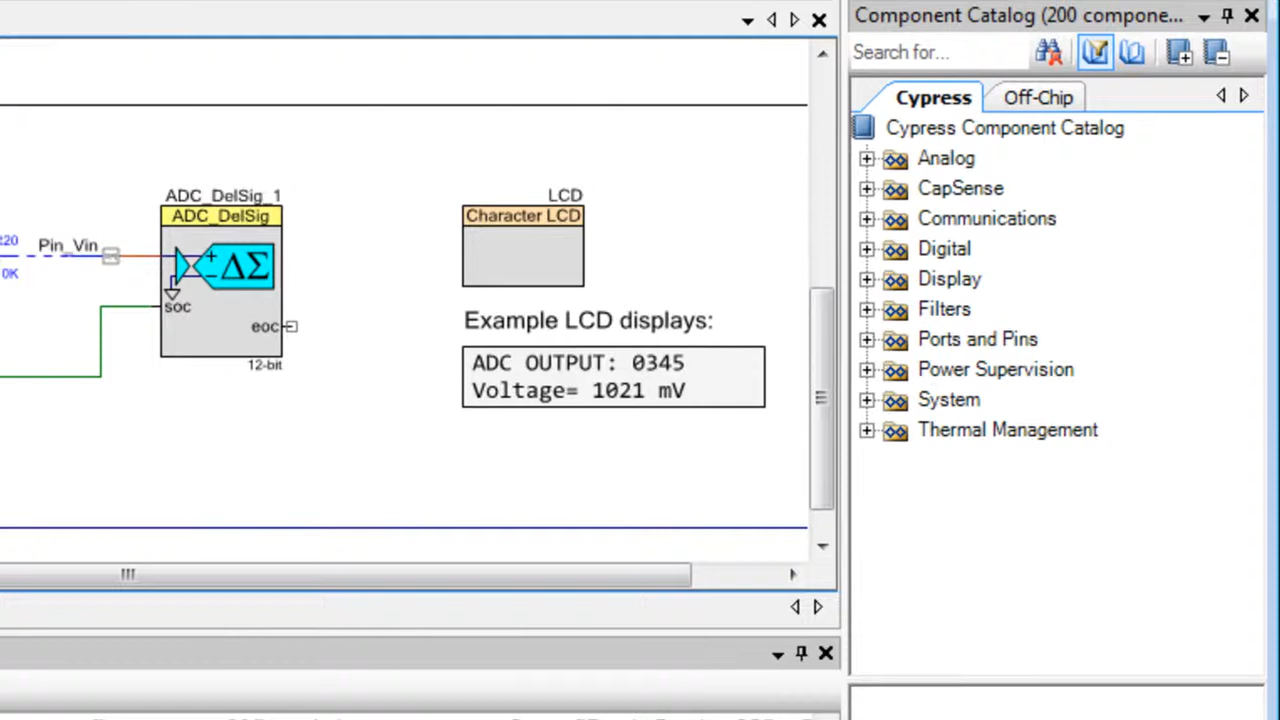 Component Catalog (200 compone...
Search for...
Cypress
Off-Chip
Cypress Component Catalog
Analog
CapSense
Communications
Digital
Display
Filters
Ports and Pins
Power Supervision
System
Thermal Management
ADC_DelSig_1
ADC_DelSig
Pin_Vin
ΔΣ
soc
eoc
12-bit
LCD
Character LCD
Example LCD displays:
ADC OUTPUT: 0345
Voltage= 1021 mV